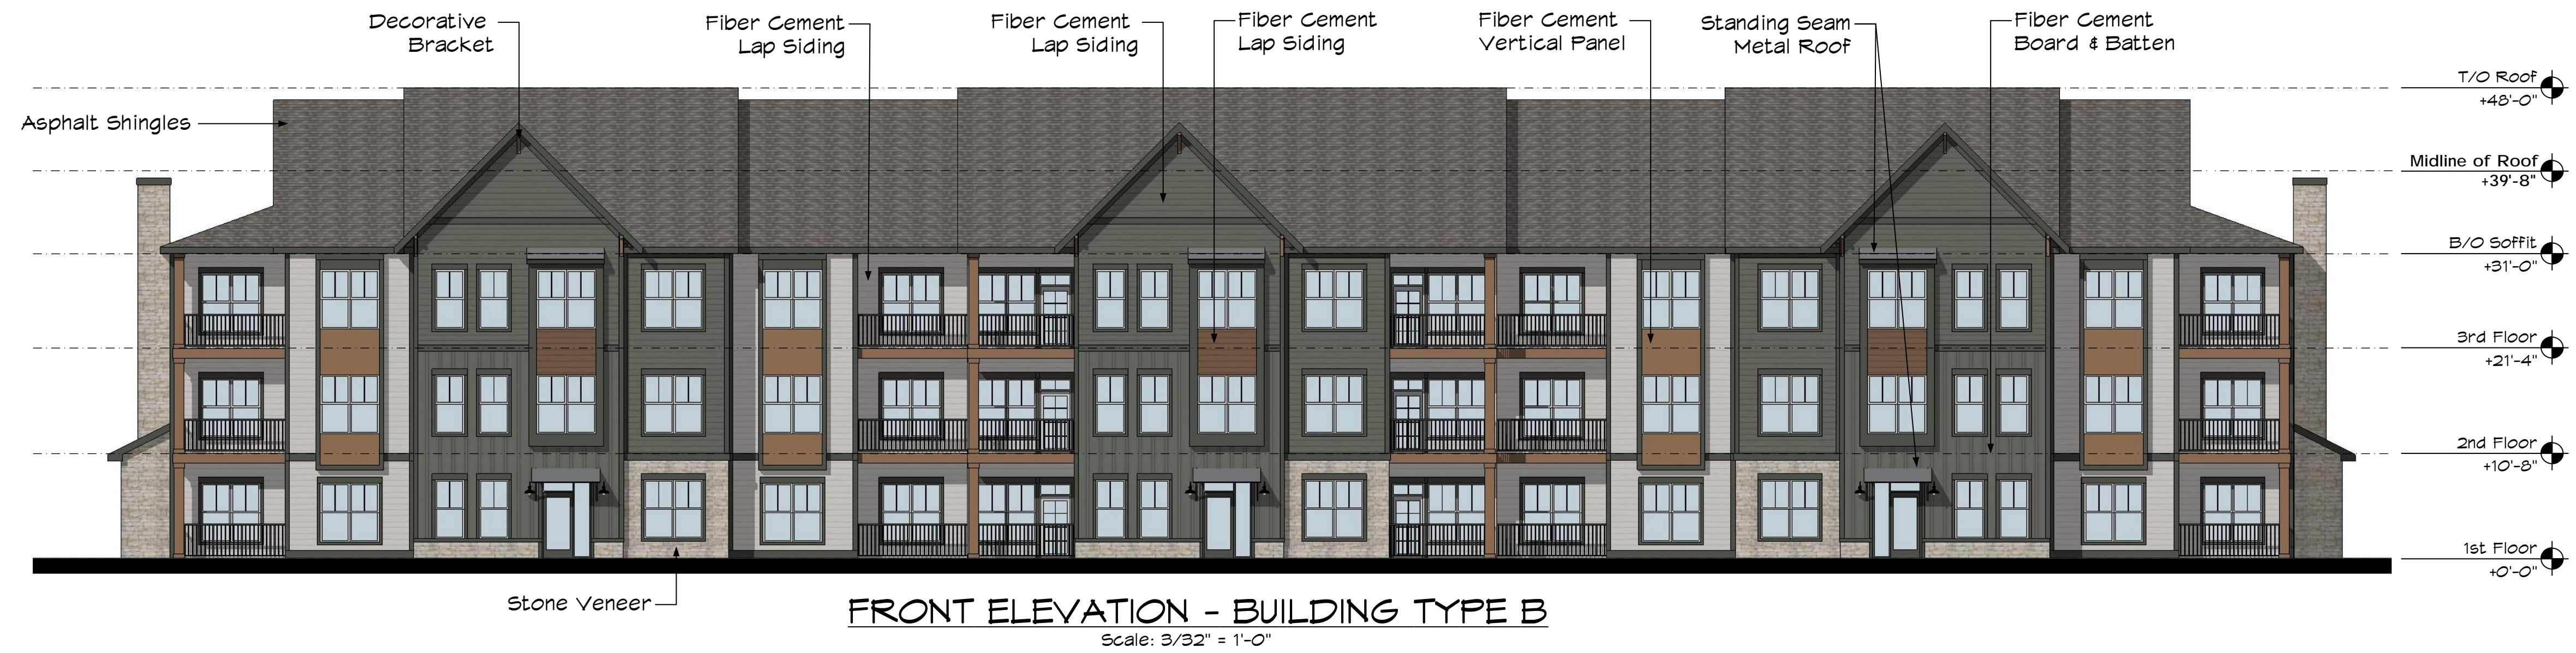 Decorative
Bracket
Fiber Cement
Lap Siding
Fiber Cement
Lap Siding
Fiber Cement
Lap Siding
Fiber Cement
Vertical Panel
Standing Seam
Metal Roof
Fiber Cement
Board & Batten
Asphalt Shingles
T/O Roof
+48'-0"
Midline of Roof
+39'-8"
B/O Soffit
+31'-0"
3rd Floor
+21'-4"
2nd Floor
+10'-8"
1st Floor
+0'-0"
Stone Veneer
FRONT ELEVATION - BUILDING TYPE B
Scale: 3/32" = 1'-0"